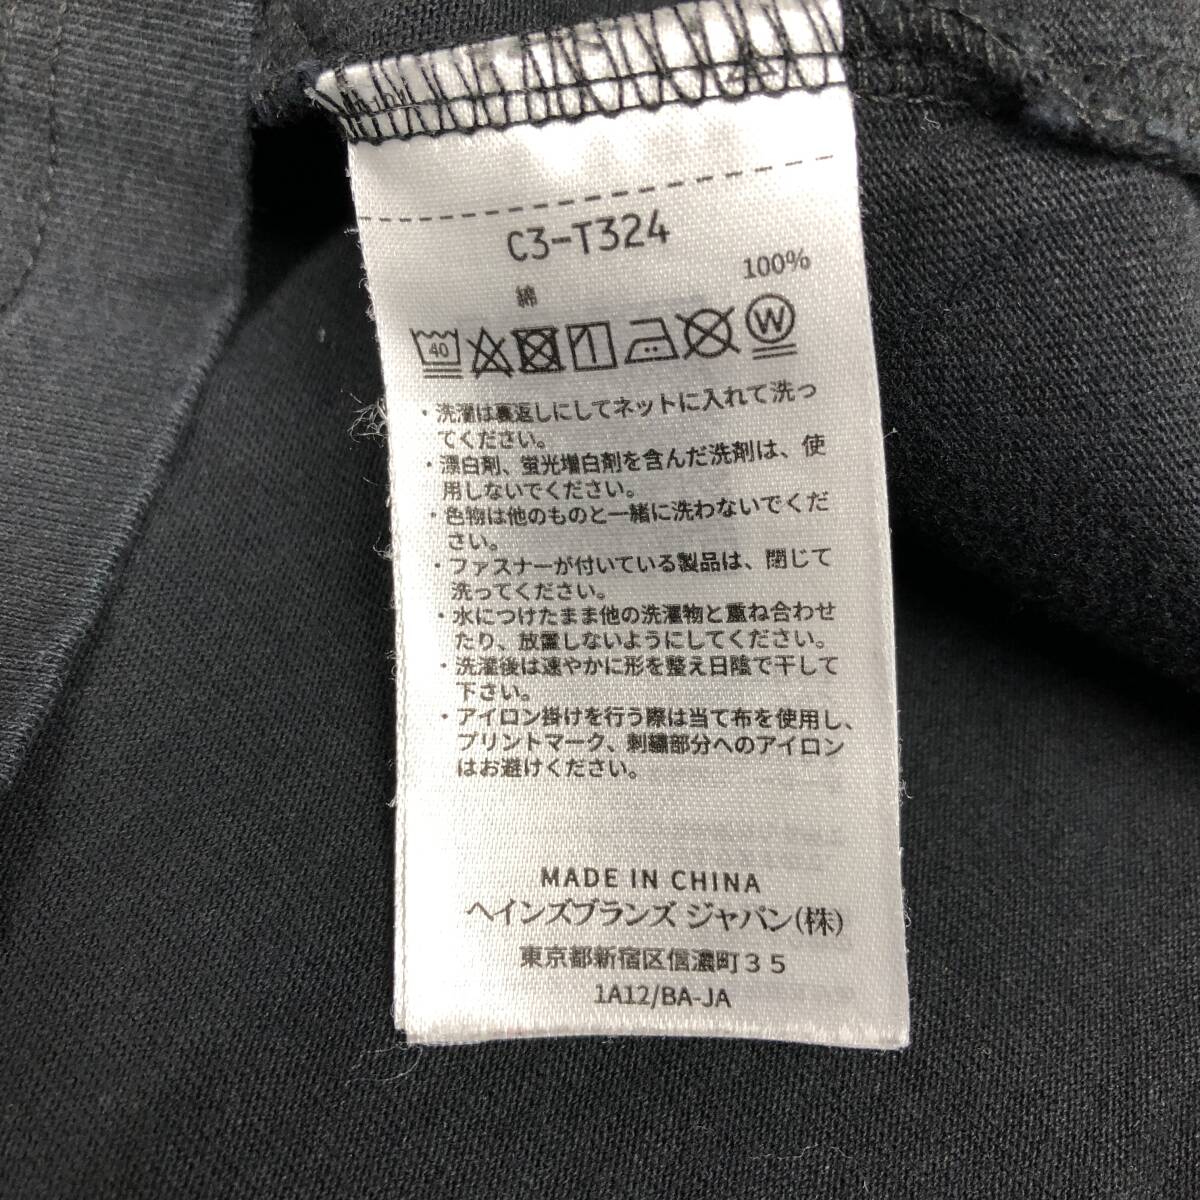 C3-T324
綿 100%
40 W
・洗濯は裏返しにしてネットに入れて洗っ
てください。
・漂白剤、蛍光増白剤を含んだ洗剤は、使
用しないでください。
・色物は他のものと一緒に洗わないでくだ
さい。
・ファスナーが付いている製品は、閉じて
洗ってください。
・水につけたまま他の洗濯物と重ね合わせ
たり、放置しないようにしてください。
・洗濯後は速やかに形を整え日陰で干して
下さい。
・アイロン掛けを行う際は当て布を使用し、
プリントマーク、刺繍部分へのアイロン
はお避けください。
MADE IN CHINA
ヘインズブランズ ジャパン(株)
東京都新宿区信濃町35
1A12/BA-JA